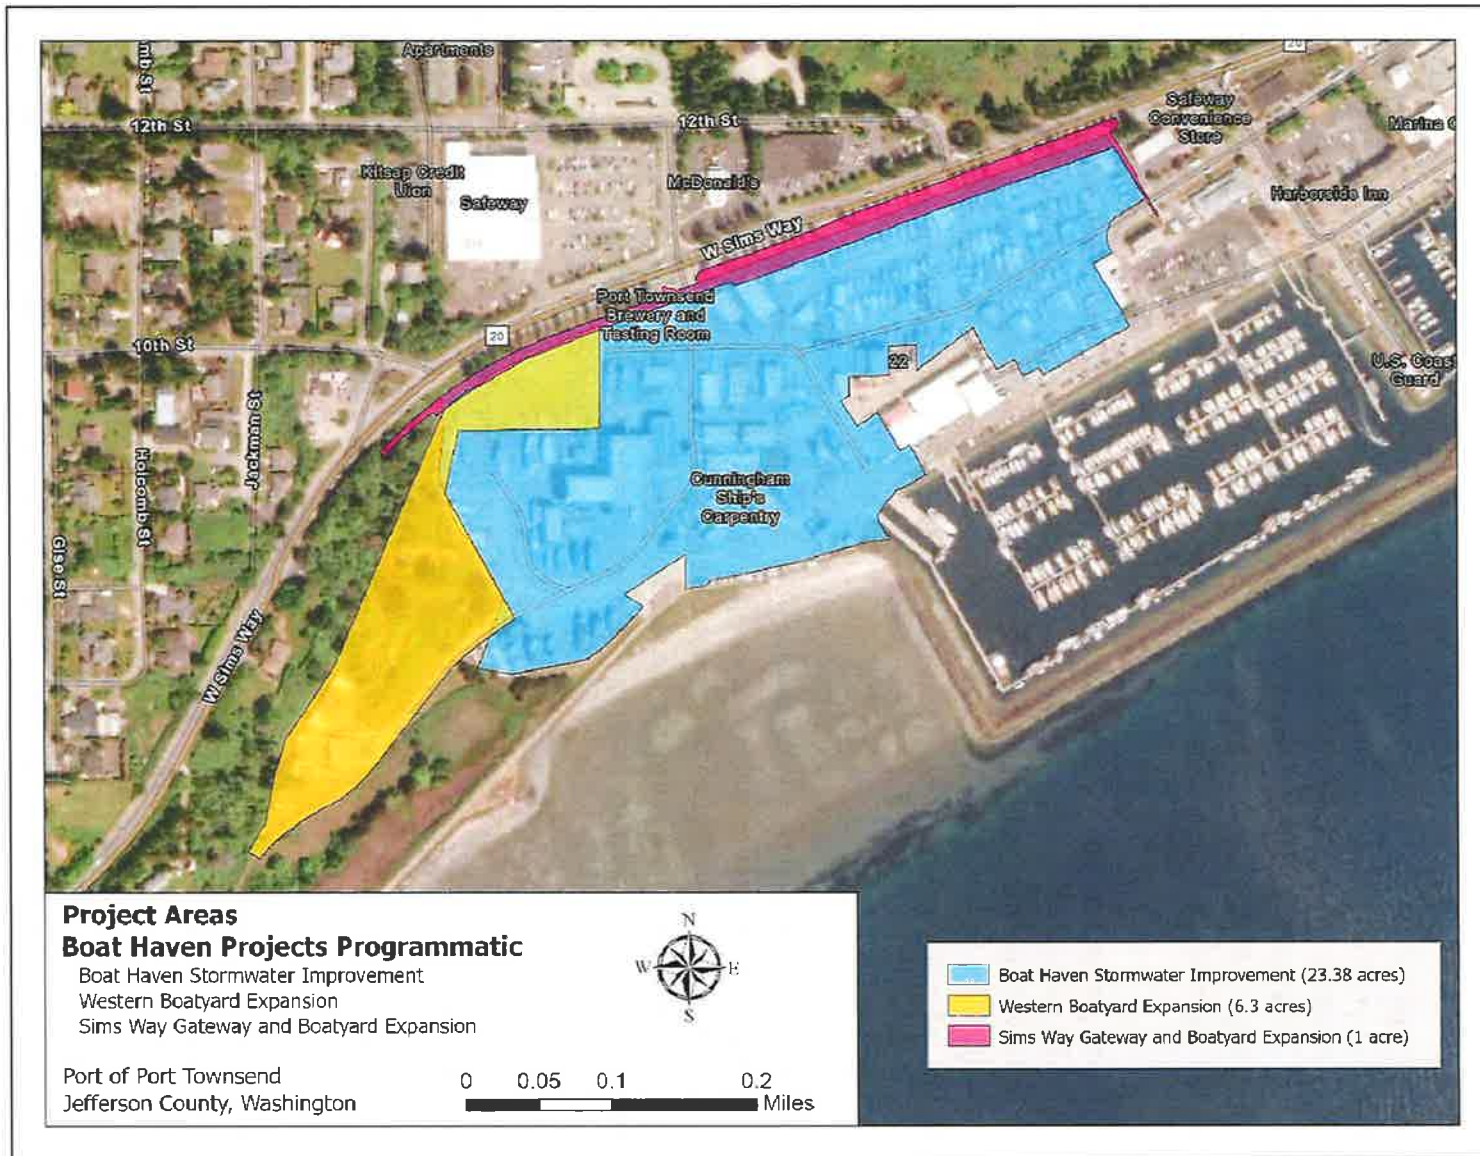 Apartments
20
mb St
12th St
12th St
Safeway
Convenience
Store
Marina
Kitsap Credit
Uion
McDonald's
Safeway
Harborside Inn
W Sims Way
Port Townsend
Brewery and
Tasting Room
20
10th St
22
U.S. Coast
Guard
Jackman St
Holcomb St
Cunningham
Ship's
Carpentry
Gise St
W Sims Way
Project Areas
Boat Haven Projects Programmatic
Boat Haven Stormwater Improvement
Western Boatyard Expansion
Sims Way Gateway and Boatyard Expansion
N
W E
S
Boat Haven Stormwater Improvement (23.38 acres)
Western Boatyard Expansion (6.3 acres)
Sims Way Gateway and Boatyard Expansion (1 acre)
Port of Port Townsend
Jefferson County, Washington
0 0.05 0.1 0.2
Miles